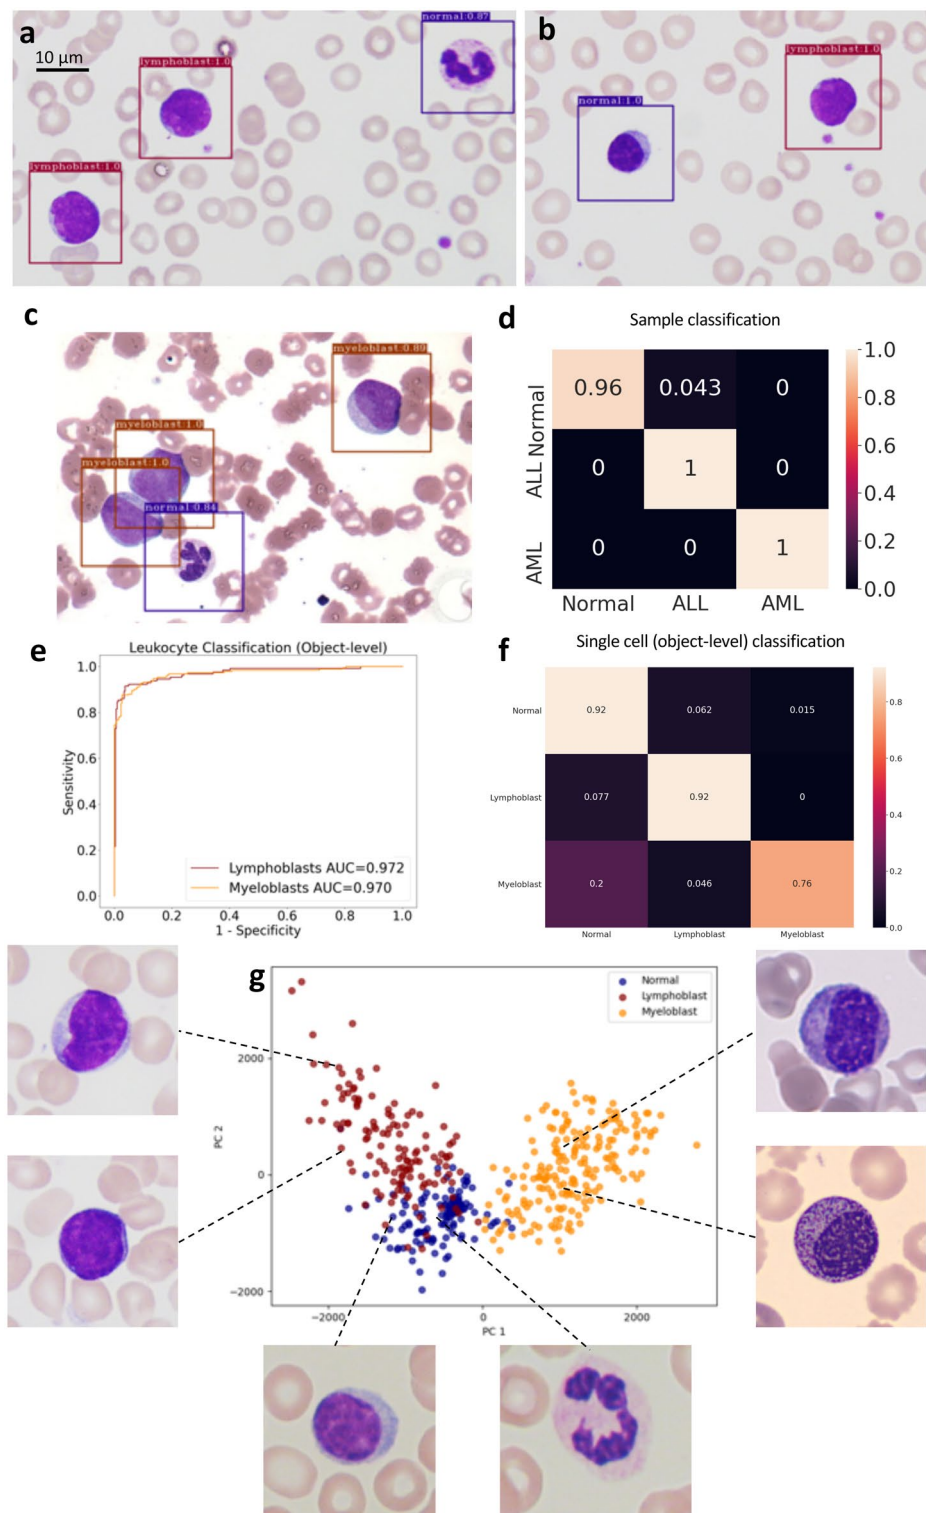 a
10 µm
lymphoblast:1.0
normal:0.87
lymphoblast:1.0
b
lymphoblast:1.0
normal:1.0
c
myeloblast:0.89
myeloblast:1.0
myeloblast:1.0
normal:0.84
d
Sample classification
Normal
ALL
AML
0.96 0.043 0
0 1 0
0 0 1
Normal ALL AML
1.0
0.8
0.6
0.4
0.2
0.0
e
Leukocyte Classification (Object-level)
Sensitivity
1.0
0.8
0.6
0.4
0.2
0.0
Lymphoblasts AUC=0.972
Myeloblasts AUC=0.970
0.0 0.2 0.4 0.6 0.8 1.0
1 - Specificity
f
Single cell (object-level) classification
Normal 0.92 0.062 0.015
Lymphoblast 0.077 0.92 0
Myeloblast 0.2 0.046 0.76
Normal Lymphoblast Myeloblast
0.8
0.6
0.4
0.2
0.0
g
Normal
Lymphoblast
Myeloblast
PC 2
2000
0
−2000
−2000 0 2000
PC 1